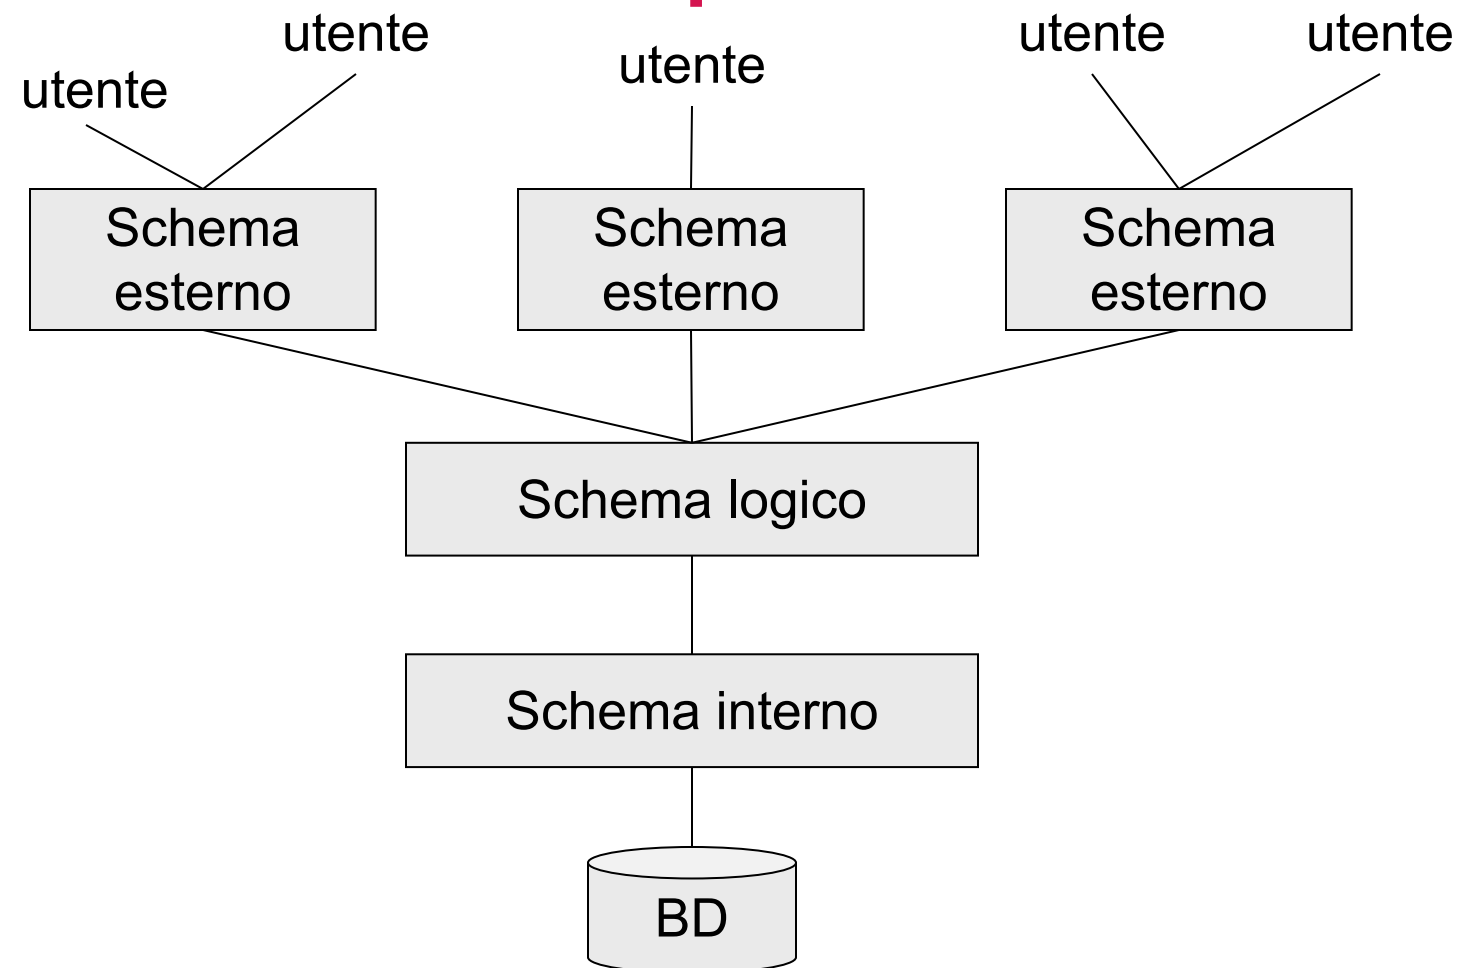 utente
utente
utente
utente
utente
Schema
esterno
Schema
esterno
Schema
esterno
Schema logico
Schema interno
BD